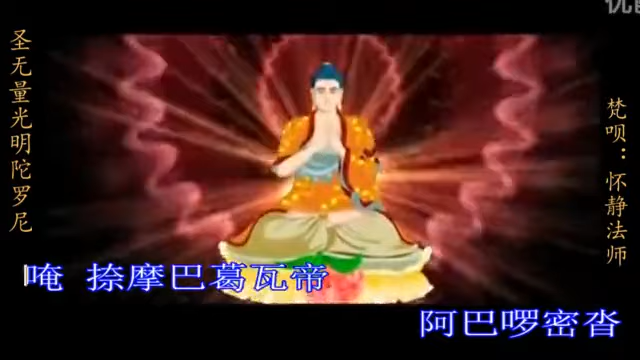 圣无量光明陀罗尼
梵呗：怀静法师
唵 捺摩巴葛瓦帝
阿巴啰密沓